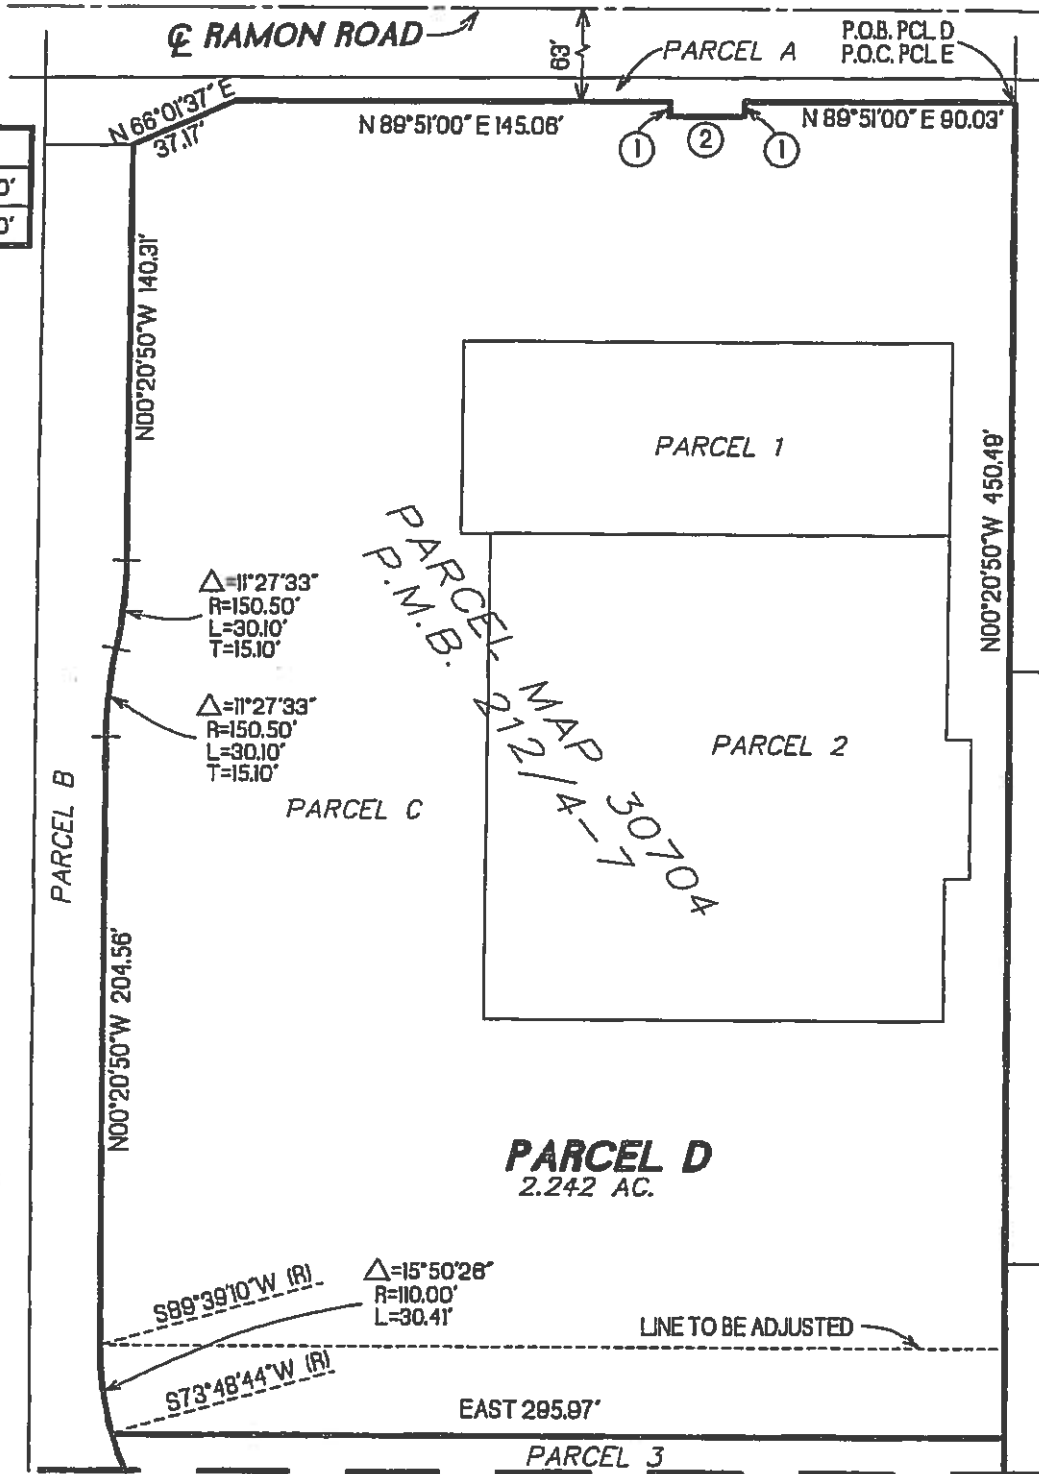 ℄ RAMON ROAD
63'
PARCEL A
P.O.B. PCL D
P.O.C. PCL E
N 66°01'37" E
37.17'
N 89°51'00" E 145.06'
N 89°51'00" E 90.03'
1
2
1
0'
0'
N00°20'50"W 140.31'
PARCEL 1
N00°20'50"W 450.49'
PARCEL MAP 30704
P.M.B. 212/4-7
△=11°27'33"
R=150.50'
L=30.10'
T=15.10'
△=11°27'33"
R=150.50'
L=30.10'
T=15.10'
PARCEL 2
PARCEL C
PARCEL B
N00°20'50"W 204.56'
PARCEL D
2.242 AC.
S89°39'10"W (R)
△=15°50'26"
R=110.00'
L=30.41'
LINE TO BE ADJUSTED
S73°48'44"W (R)
EAST 295.97'
PARCEL 3